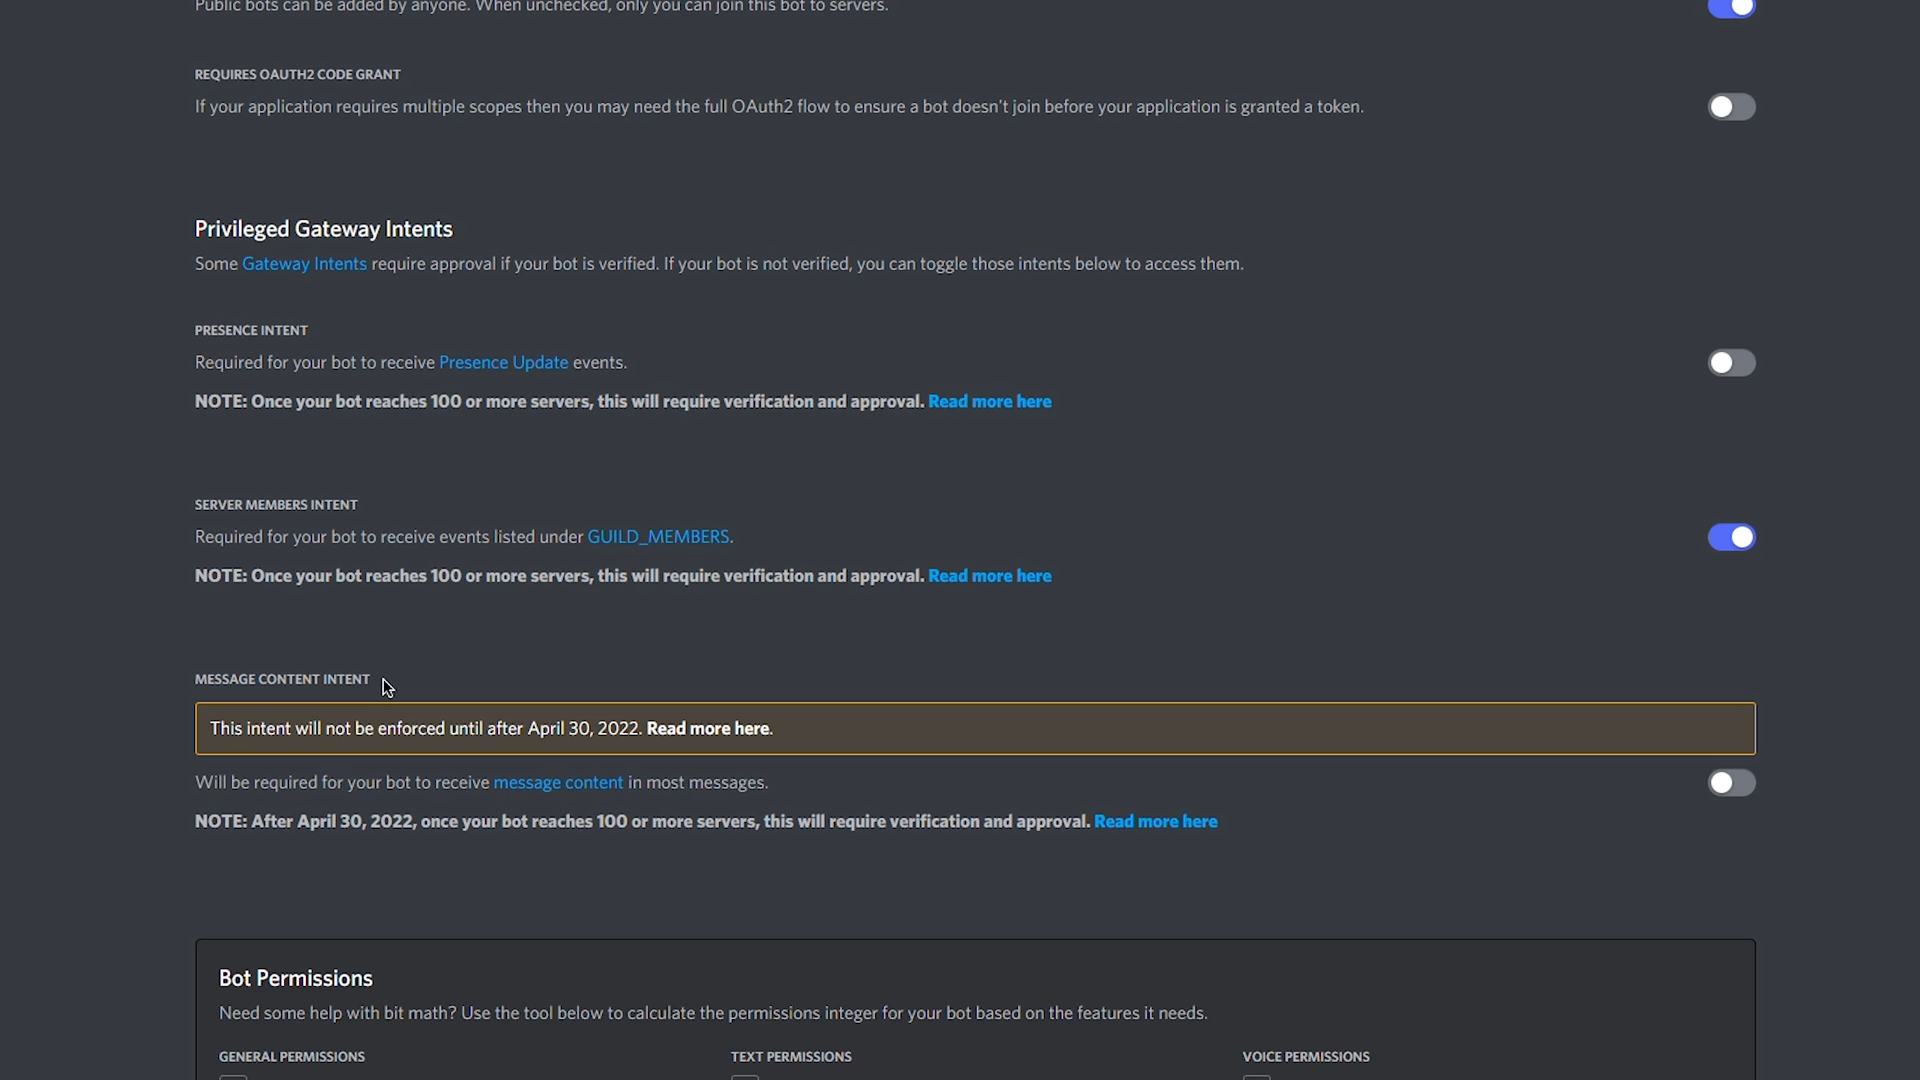 Public bots can be added by anyone. When unchecked, only you can join this bot to servers.
REQUIRES OAUTH2 CODE GRANT
If your application requires multiple scopes then you may need the full OAuth2 flow to ensure a bot doesn't join before your application is granted a token.
Privileged Gateway Intents
Some Gateway Intents require approval if your bot is verified. If your bot is not verified, you can toggle those intents below to access them.
PRESENCE INTENT
Required for your bot to receive Presence Update events.
NOTE: Once your bot reaches 100 or more servers, this will require verification and approval. Read more here
SERVER MEMBERS INTENT
Required for your bot to receive events listed under GUILD_MEMBERS.
NOTE: Once your bot reaches 100 or more servers, this will require verification and approval. Read more here
MESSAGE CONTENT INTENT
This intent will not be enforced until after April 30, 2022. Read more here.
Will be required for your bot to receive message content in most messages.
NOTE: After April 30, 2022, once your bot reaches 100 or more servers, this will require verification and approval. Read more here
Bot Permissions
Need some help with bit math? Use the tool below to calculate the permissions integer for your bot based on the features it needs.
GENERAL PERMISSIONS TEXT PERMISSIONS VOICE PERMISSIONS